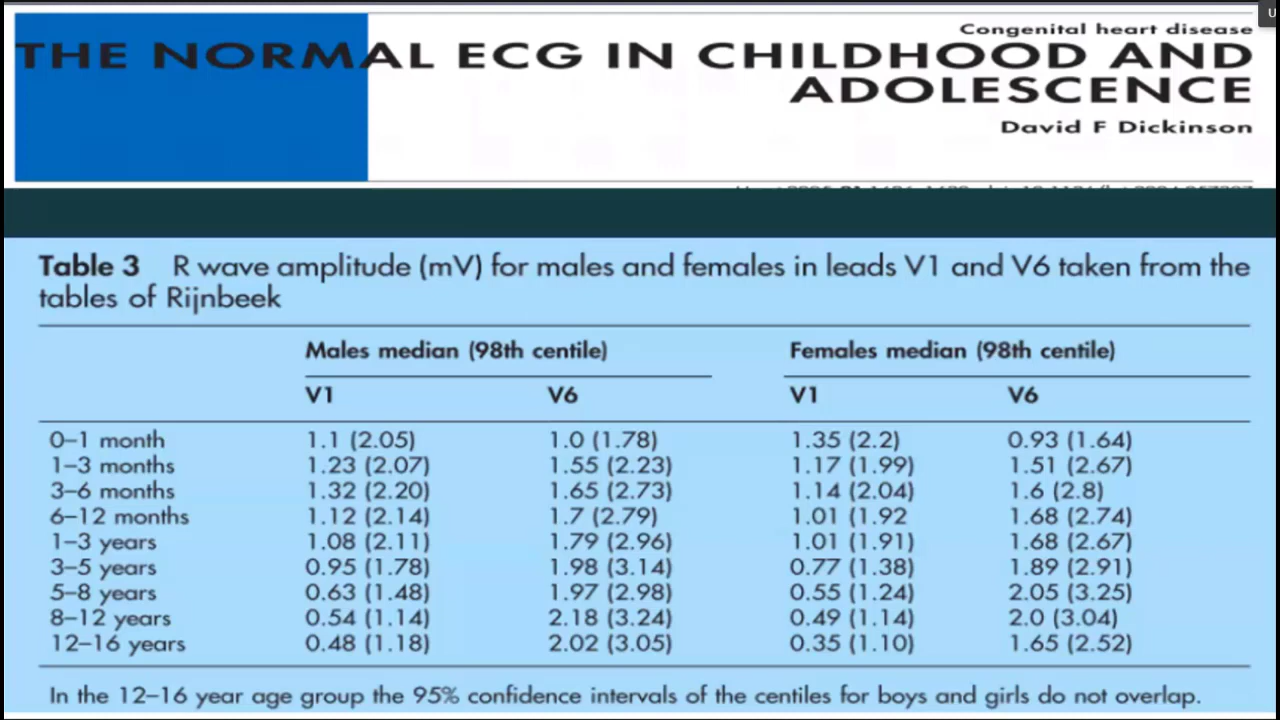 U
Congenital heart disease
THE NORMAL ECG IN CHILDHOOD AND
ADOLESCENCE
David F Dickinson
Table 3 R wave amplitude (mV) for males and females in leads V1 and V6 taken from the
tables of Rijnbeek
Males median (98th centile) Females median (98th centile)
V1 V6 V1 V6
0–1 month 1.1 (2.05) 1.0 (1.78) 1.35 (2.2) 0.93 (1.64)
1–3 months 1.23 (2.07) 1.55 (2.23) 1.17 (1.99) 1.51 (2.67)
3–6 months 1.32 (2.20) 1.65 (2.73) 1.14 (2.04) 1.6 (2.8)
6–12 months 1.12 (2.14) 1.7 (2.79) 1.01 (1.92 1.68 (2.74)
1–3 years 1.08 (2.11) 1.79 (2.96) 1.01 (1.91) 1.68 (2.67)
3–5 years 0.95 (1.78) 1.98 (3.14) 0.77 (1.38) 1.89 (2.91)
5–8 years 0.63 (1.48) 1.97 (2.98) 0.55 (1.24) 2.05 (3.25)
8–12 years 0.54 (1.14) 2.18 (3.24) 0.49 (1.14) 2.0 (3.04)
12–16 years 0.48 (1.18) 2.02 (3.05) 0.35 (1.10) 1.65 (2.52)
In the 12–16 year age group the 95% confidence intervals of the centiles for boys and girls do not overlap.